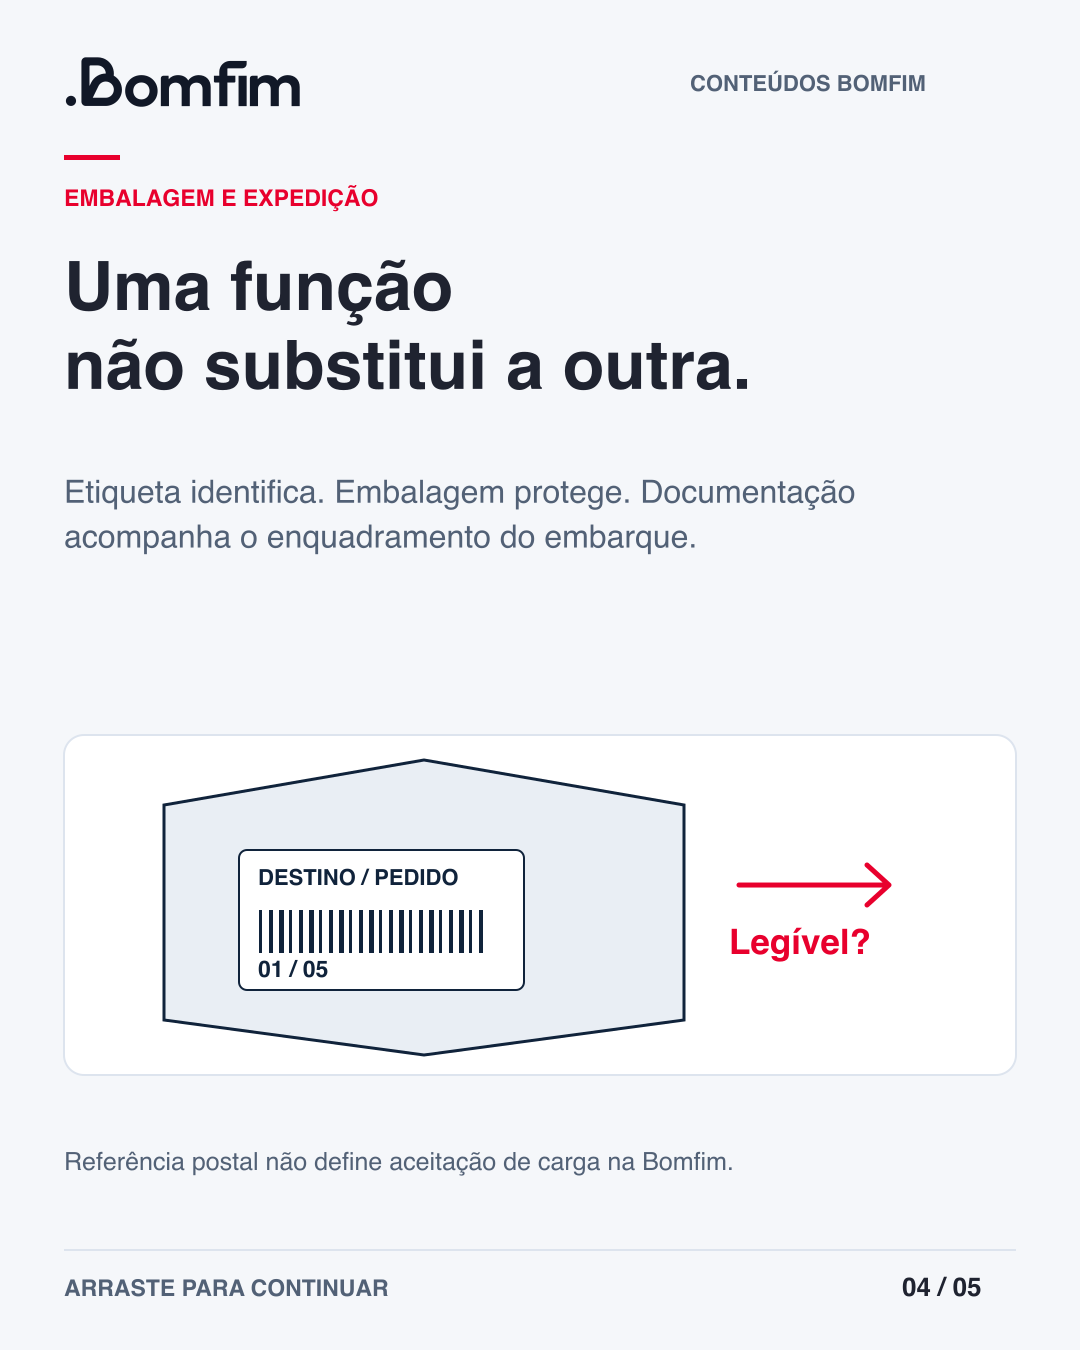 .Bomfim
CONTEÚDOS BOMFIM
EMBALAGEM E EXPEDIÇÃO
Uma função
não substitui a outra.
Etiqueta identifica. Embalagem protege. Documentação
acompanha o enquadramento do embarque.
DESTINO / PEDIDO
01 / 05
Legível?
Referência postal não define aceitação de carga na Bomfim.
ARRASTE PARA CONTINUAR
04 / 05